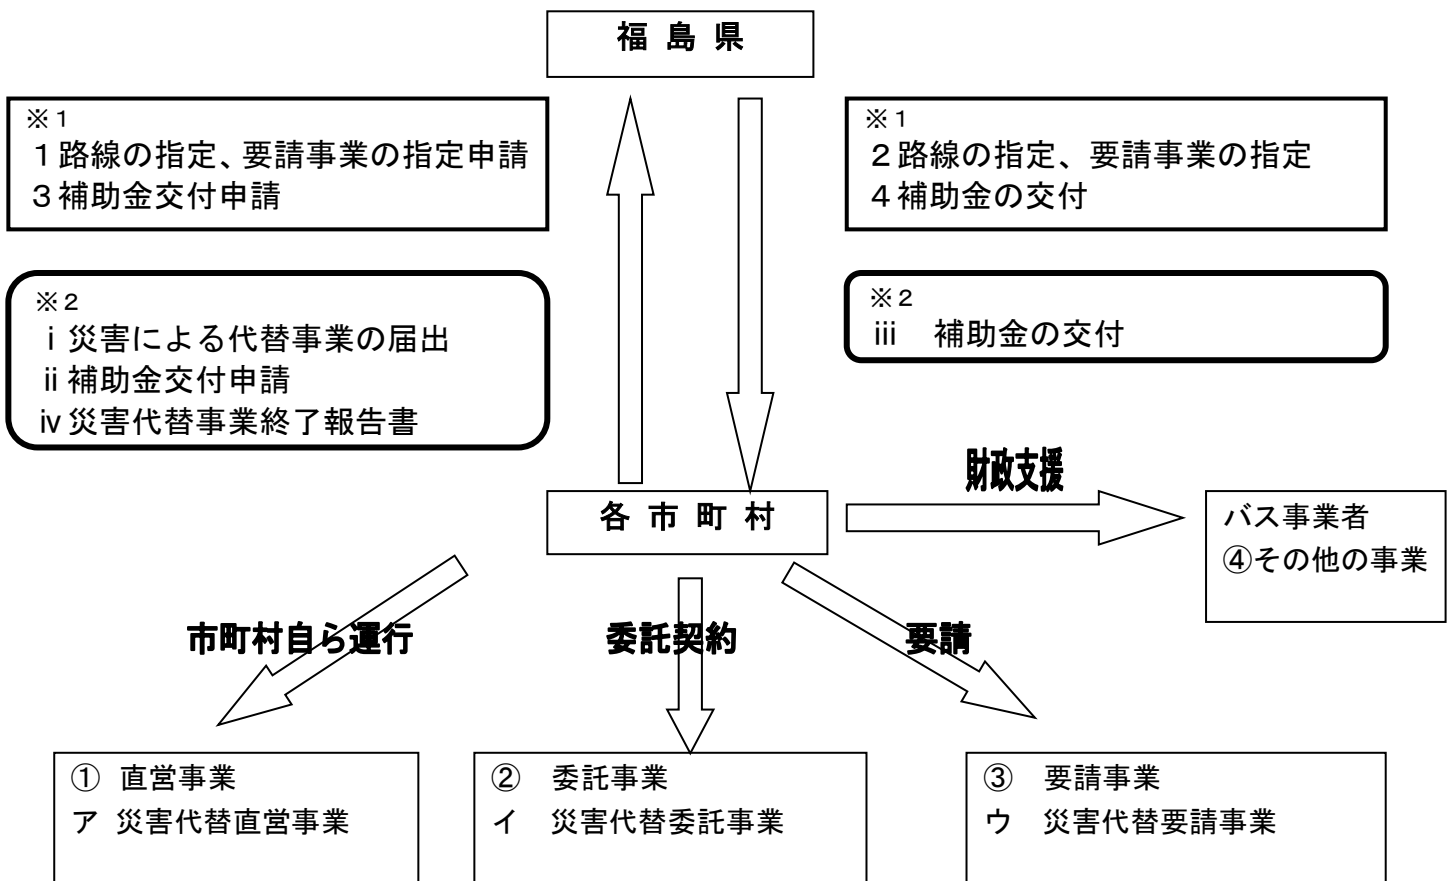 福 島 県
※１
１路線の指定、要請事業の指定申請
３補助金交付申請
※１
２路線の指定、要請事業の指定
４補助金の交付
※２
ⅰ災害による代替事業の届出
ⅱ補助金交付申請
ⅳ災害代替事業終了報告書
※２
ⅲ　補助金の交付
各 市 町 村
財政支援
バス事業者
④その他の事業
市町村自ら運行
委託契約
要請
①　直営事業
ア　災害代替直営事業
②　委託事業
イ　災害代替委託事業
③　要請事業
ウ　災害代替要請事業